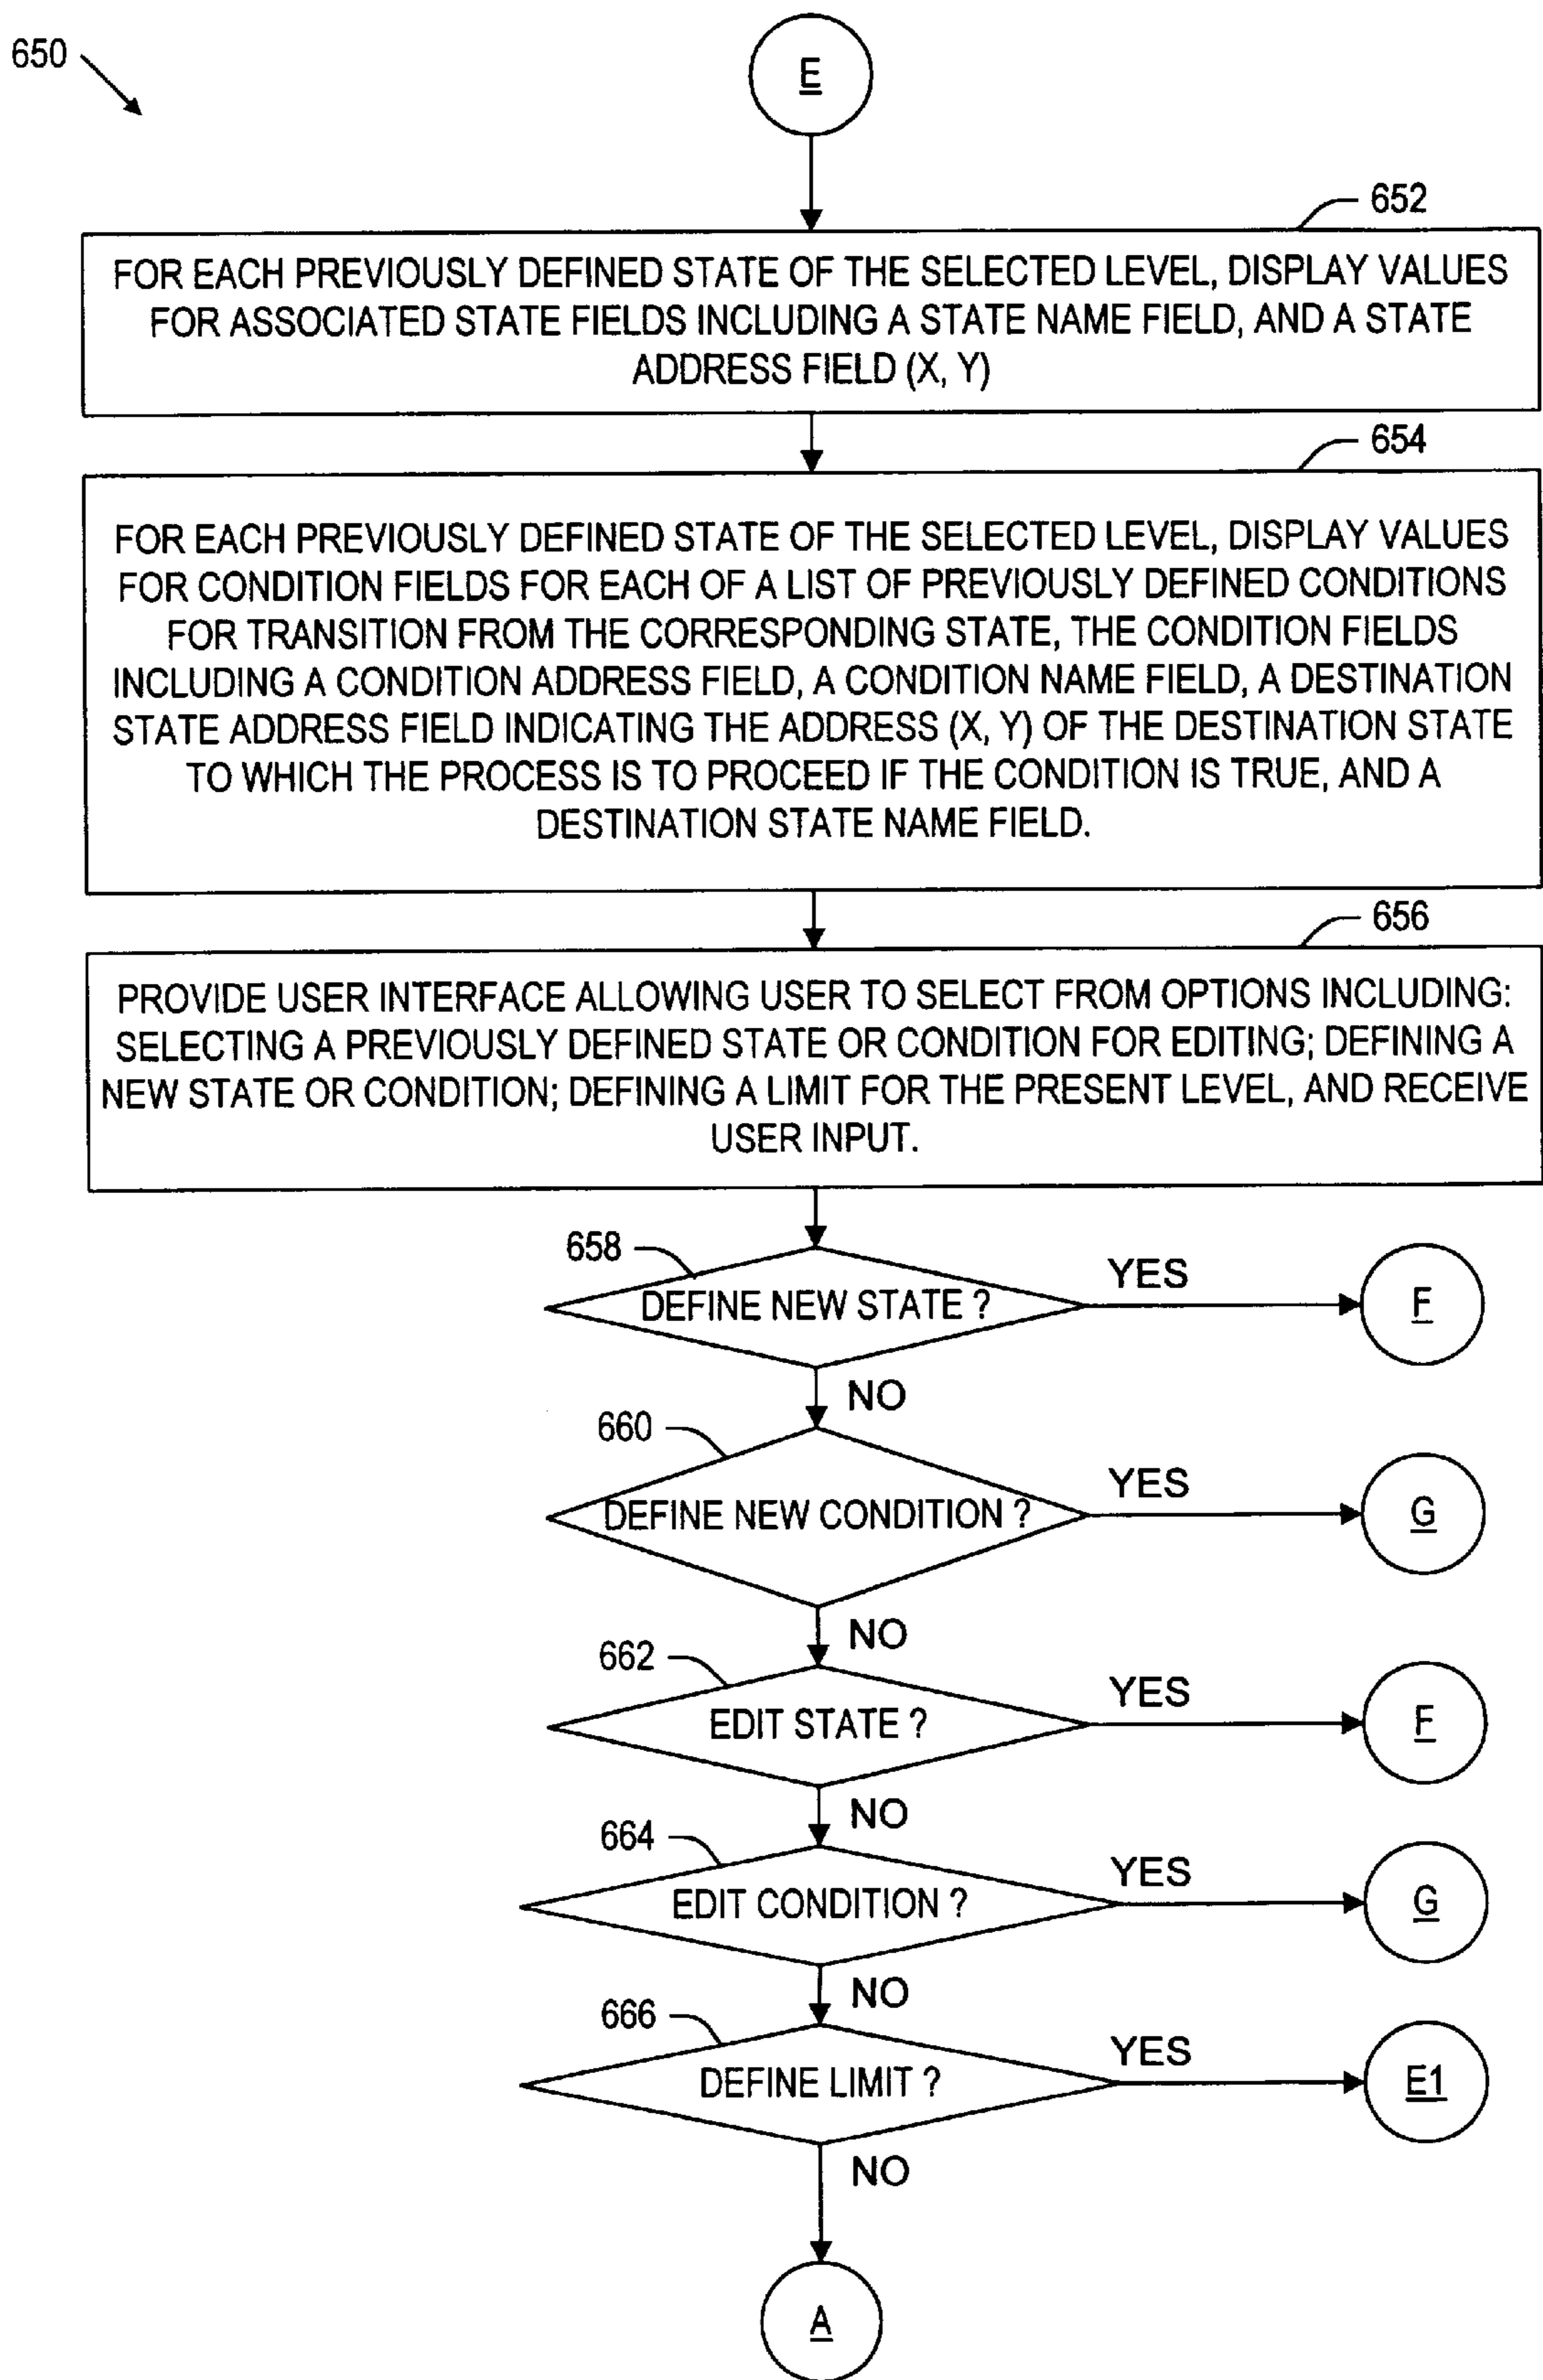 650
E
652
FOR EACH PREVIOUSLY DEFINED STATE OF THE SELECTED LEVEL, DISPLAY VALUES
FOR ASSOCIATED STATE FIELDS INCLUDING A STATE NAME FIELD, AND A STATE
ADDRESS FIELD (X, Y)
654
FOR EACH PREVIOUSLY DEFINED STATE OF THE SELECTED LEVEL, DISPLAY VALUES
FOR CONDITION FIELDS FOR EACH OF A LIST OF PREVIOUSLY DEFINED CONDITIONS
FOR TRANSITION FROM THE CORRESPONDING STATE, THE CONDITION FIELDS
INCLUDING A CONDITION ADDRESS FIELD, A CONDITION NAME FIELD, A DESTINATION
STATE ADDRESS FIELD INDICATING THE ADDRESS (X, Y) OF THE DESTINATION STATE
TO WHICH THE PROCESS IS TO PROCEED IF THE CONDITION IS TRUE, AND A
DESTINATION STATE NAME FIELD.
656
PROVIDE USER INTERFACE ALLOWING USER TO SELECT FROM OPTIONS INCLUDING:
SELECTING A PREVIOUSLY DEFINED STATE OR CONDITION FOR EDITING; DEFINING A
NEW STATE OR CONDITION; DEFINING A LIMIT FOR THE PRESENT LEVEL, AND RECEIVE
USER INPUT.
658
DEFINE NEW STATE ?
YES
F
NO
660
DEFINE NEW CONDITION ?
YES
G
NO
662
EDIT STATE ?
YES
F
NO
664
EDIT CONDITION ?
YES
G
NO
666
DEFINE LIMIT ?
YES
E1
NO
A